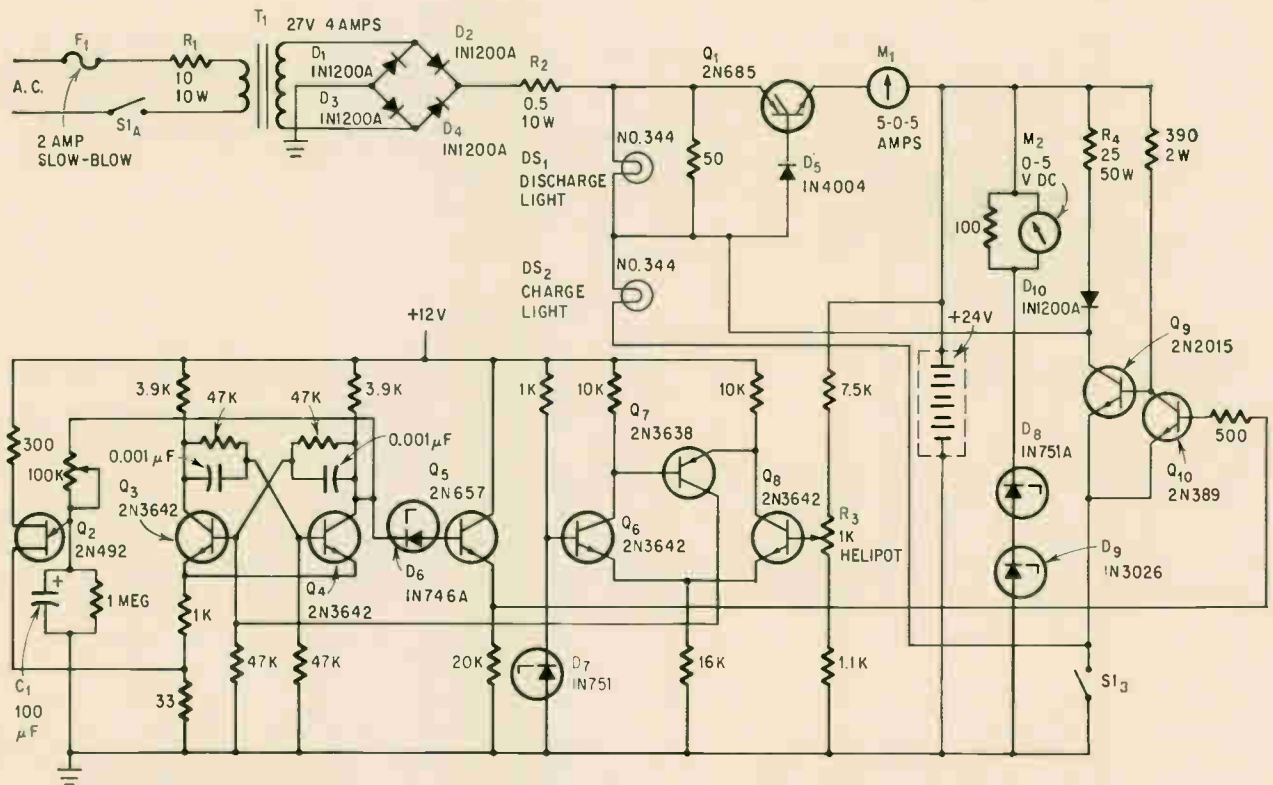 F1
A.C.
2 AMP
SLOW-BLOW
R1
10
10W
S1A
T1
27V 4 AMPS
D1
IN1200A
D2
IN1200A
D3
IN1200A
D4
IN1200A
R2
0.5
10W
NO.344
DS1
DISCHARGE
LIGHT
50
Q1
2N685
D5
IN4004
M1
5-0-5
AMPS
NO.344
DS2
CHARGE
LIGHT
M2
0-5
V DC
100
R4
25
50W
390
2W
D10
IN1200A
+24V
Q9
2N2015
500
Q10
2N389
D8
IN751A
D9
IN3026
S13
+12V
3.9K
47K
47K
3.9K
0.001µF
0.001µF
300
100K
Q3
2N3642
Q2
2N492
+
1 MEG
C1
100
µF
1K
33
47K
47K
Q4
2N3642
D6
IN746A
Q5
2N657
20K
1K
10K
Q7
2N3638
10K
Q6
2N3642
Q8
2N3642
D7
IN751
16K
7.5K
R3
1K
HELIPOT
1.1K